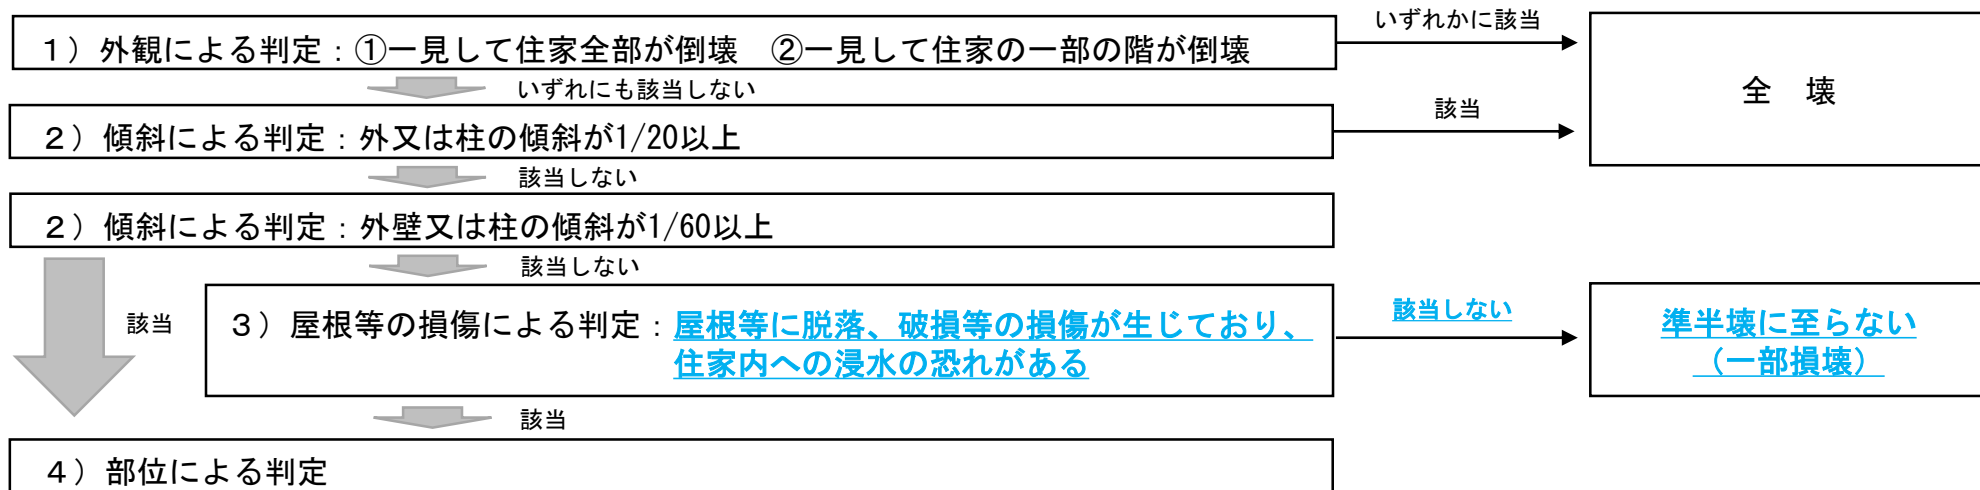 いずれかに該当
1）外観による判定：①一見して住家全部が倒壊　②一見して住家の一部の階が倒壊
全　壊
いずれにも該当しない
2）傾斜による判定：外又は柱の傾斜が1/20以上
該当
該当しない
2）傾斜による判定：外壁又は柱の傾斜が1/60以上
該当しない
該当
3）屋根等の損傷による判定：屋根等に脱落、破損等の損傷が生じており、
住家内への浸水の恐れがある
該当しない
準半壊に至らない
（一部損壊）
該当
4）部位による判定